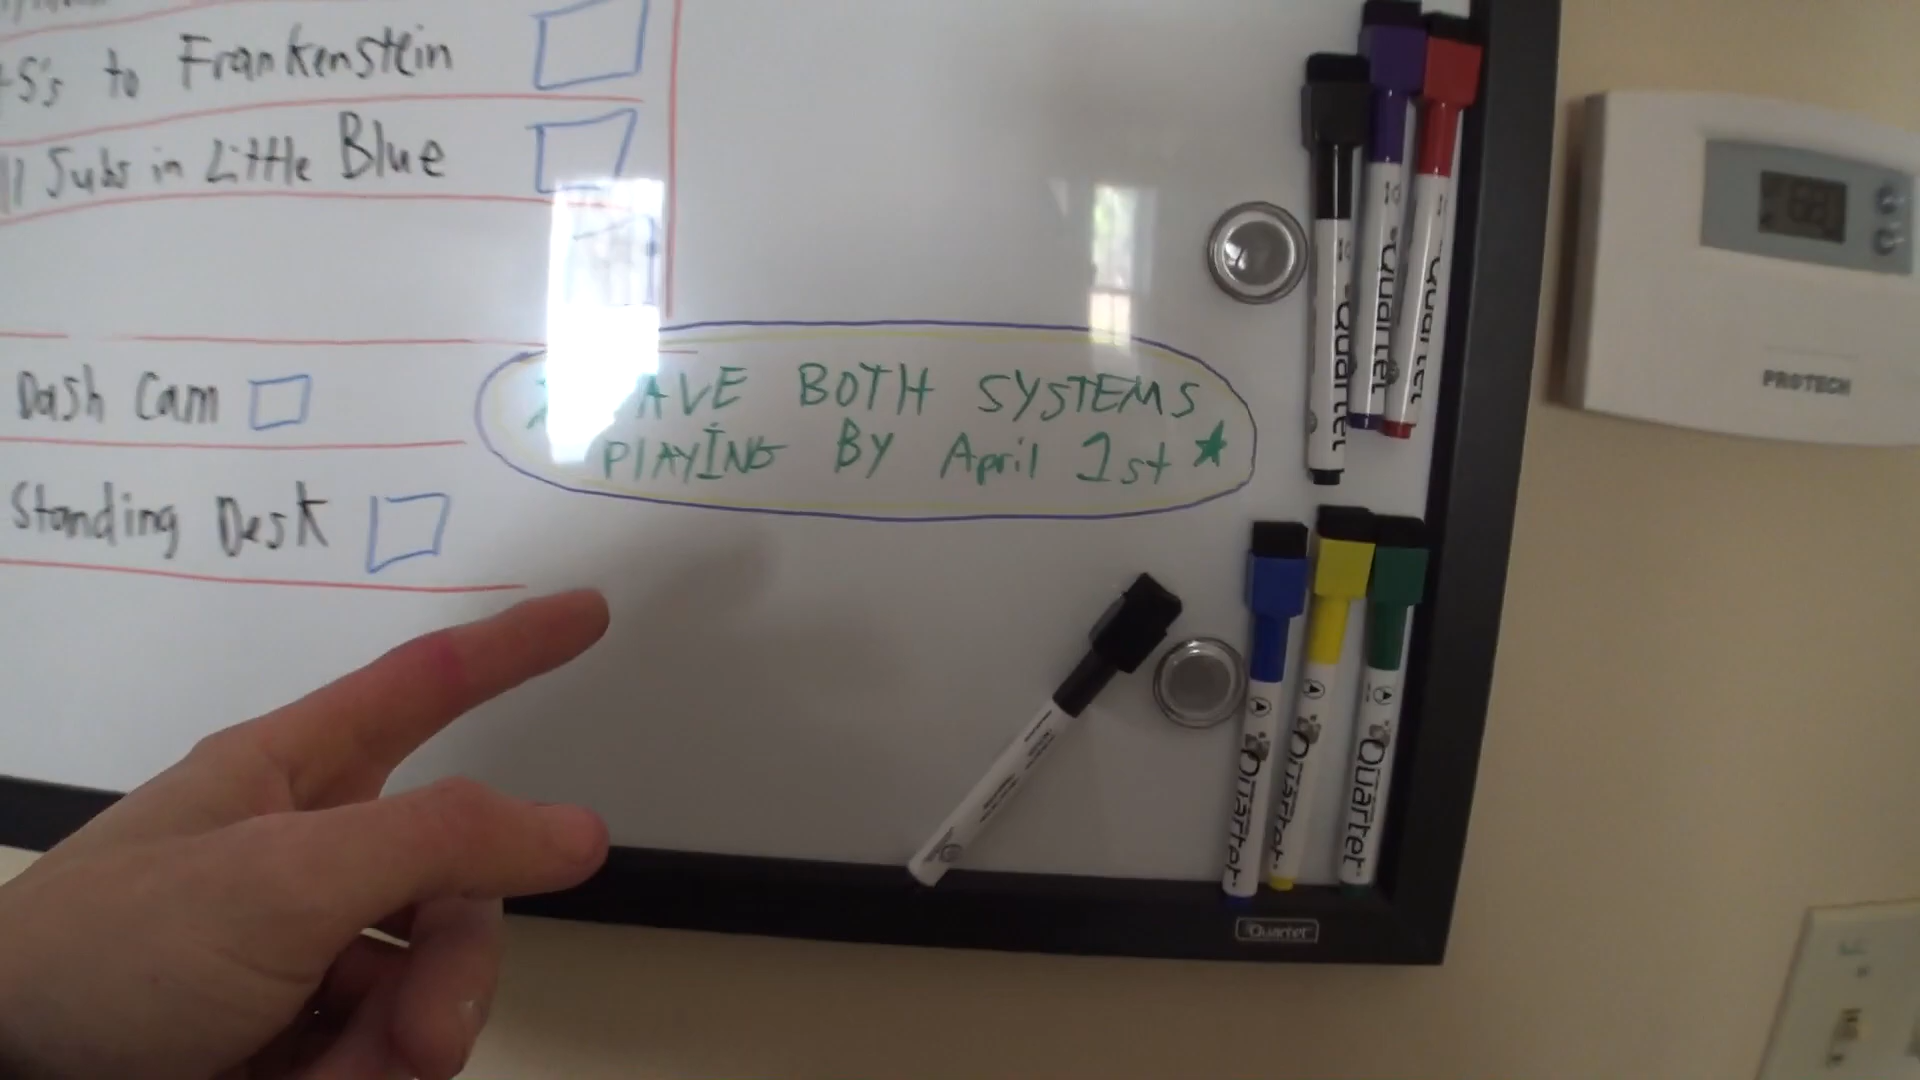 to Frankenstein
Subs in Little Blue
Dash Cam
Standing Desk
BOTH SYSTEMS
PLAYING BY April 1st
Quartet
Quartet
Quartet
Quartet
Quartet
Quartet
Quartet
PROTECH